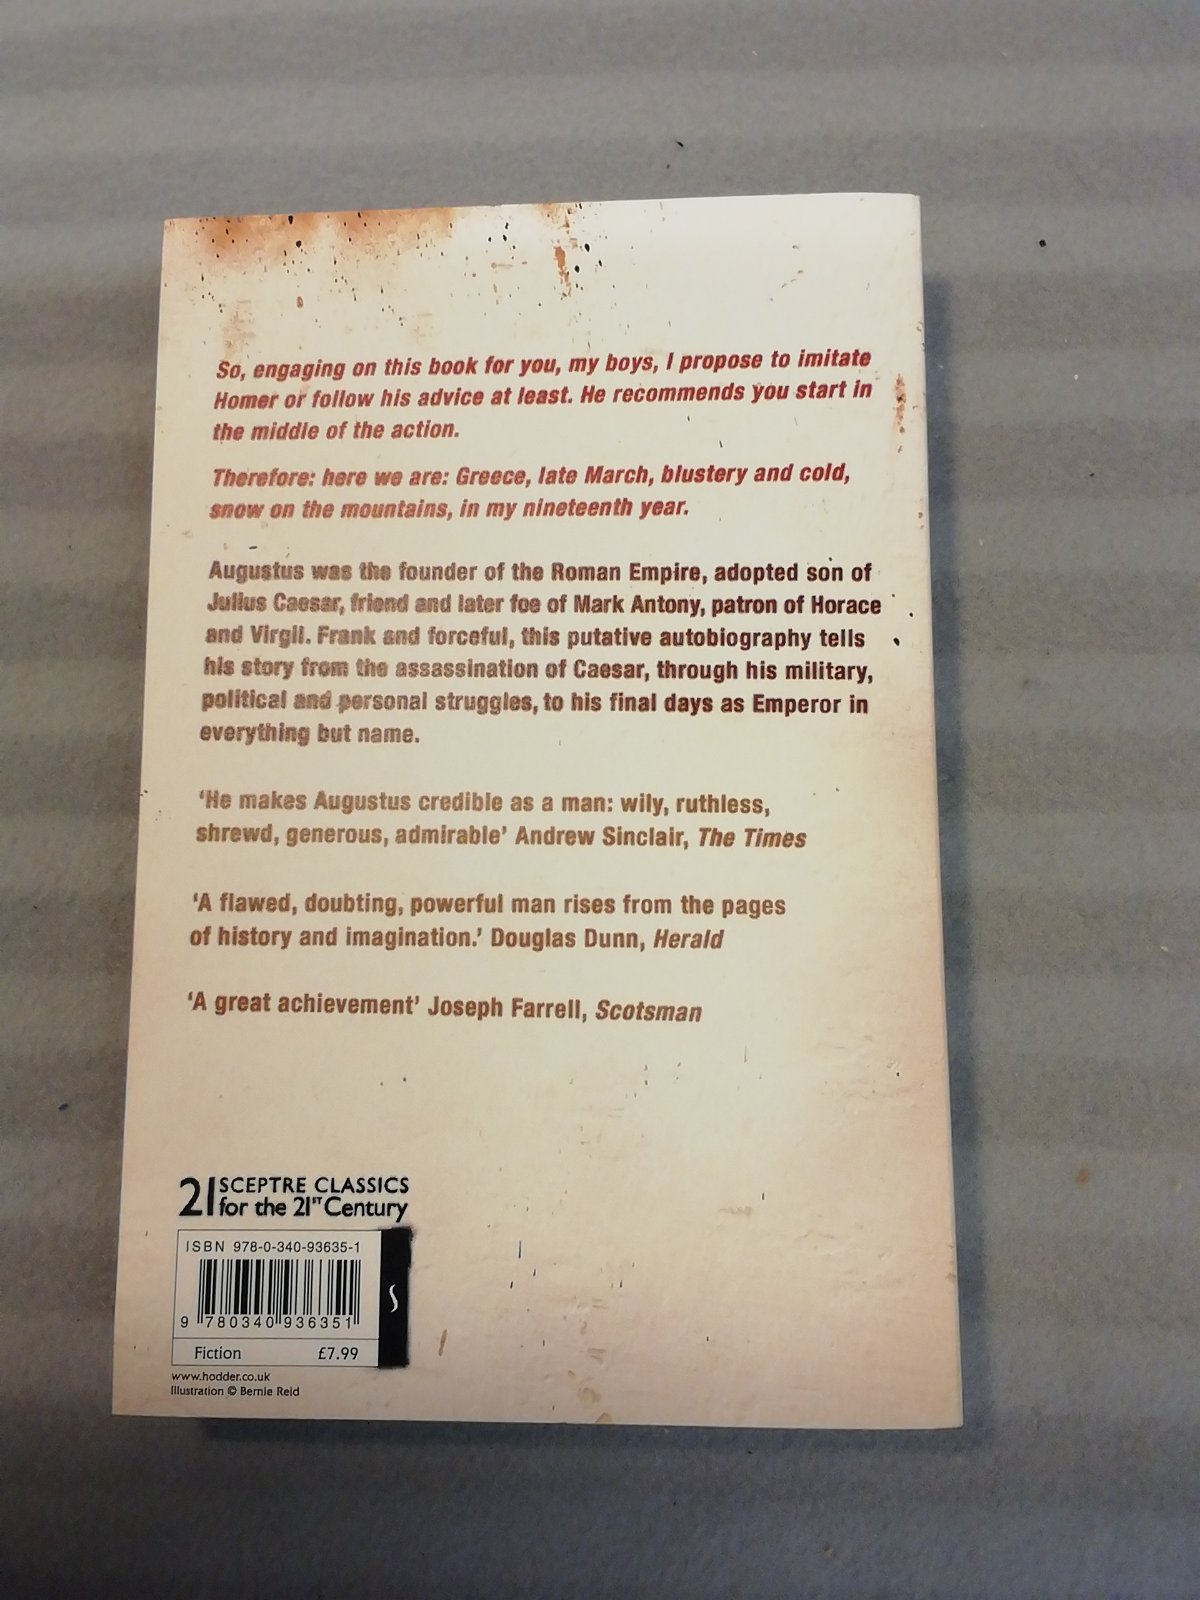 So, engaging on this book for you, my boys, I propose to imitate
Homer or follow his advice at least. He recommends you start in
the middle of the action.
Therefore: here we are: Greece, late March, blustery and cold,
snow on the mountains, in my nineteenth year.
Augustus was the founder of the Roman Empire, adopted son of
Julius Caesar, friend and later foe of Mark Antony, patron of Horace
and Virgil. Frank and forceful, this putative autobiography tells
his story from the assassination of Caesar, through his military,
political and personal struggles, to his final days as Emperor in
everything but name.
‘He makes Augustus credible as a man: wily, ruthless,
shrewd, generous, admirable’ Andrew Sinclair, The Times
‘A flawed, doubting, powerful man rises from the pages
of history and imagination.’ Douglas Dunn, Herald
‘A great achievement’ Joseph Farrell, Scotsman
21 SCEPTRE CLASSICS
for the 21ST Century
ISBN 978-0-340-93635-1
9 780340 936351
Fiction £7.99
www.hodder.co.uk
Illustration © Bernie Reid